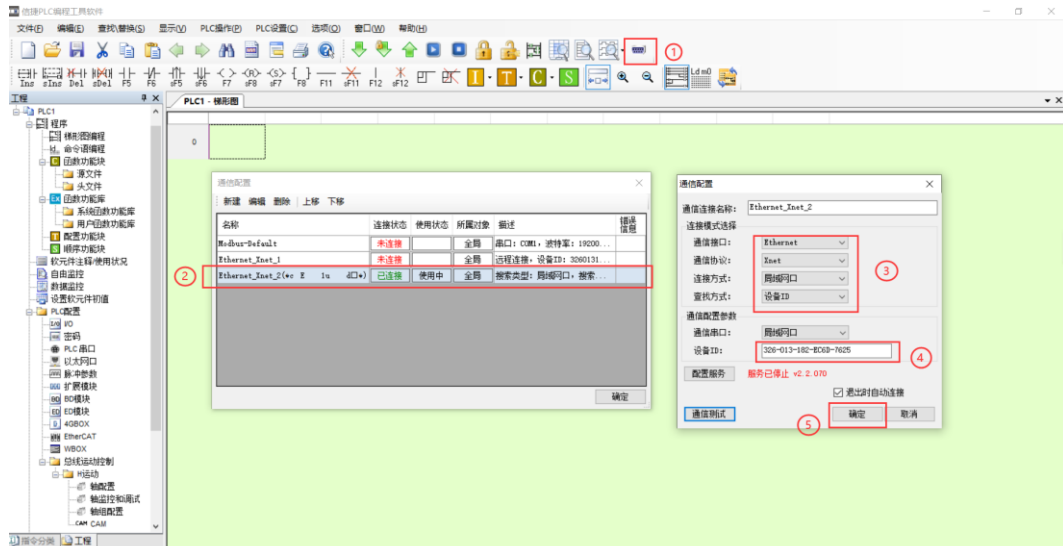 信捷PLC编程工具软件
文件(F) 编辑(E) 查找\替换(S) 显示(V) PLC操作(P) PLC设置(C) 选项(O) 窗口(W) 帮助(H)
①
Ins sIns Del sDel F5 F6 sF5 sF6 F7 sF8 sF7 F8 F11 sF11 F12 sF12 I T C S
工程
PLC1 - 梯形图
PLC1
程序
梯形图编程
命令语编程
函数功能块
源文件
头文件
函数功能库
系统函数功能库
用户函数功能库
配置功能块
顺序功能块
软元件注释/使用状况
自由监控
数据监控
设置软元件初值
PLC配置
I/O
密码
PLC 串口
以太网口
脉冲参数
扩展模块
BD模块
ED模块
4GBOX
EtherCAT
WBOX
总线运动控制
H运动
轴配置
轴监控和调试
轴组配置
CAM
指令分类 工程
0
通信配置
新建 编辑 删除 上移 下移
名称 连接状态 使用状态 所属对象 描述 错误信息
Modbus-Default 未连接 全局 串口: COM1, 波特率: 19200...
Ethernet_Xnet_1 未连接 全局 远程连接, 设备ID: 3260131...
② Ethernet_Xnet_2 已连接 使用中 全局 搜索类型: 局域网口, 搜索...
确定
通信配置
通信连接名称: Ethernet_Xnet_2
连接模式选择
通信接口: Ethernet
通信协议: Xnet
③
连接方式: 局域网口
查找方式: 设备ID
通信配置参数
通信串口: 局域网口
设备ID: 326-013-182-EC6D-7625
④
配置服务 服务已停止 v2.2.070
退出时自动连接
通信测试 ⑤ 确定 取消